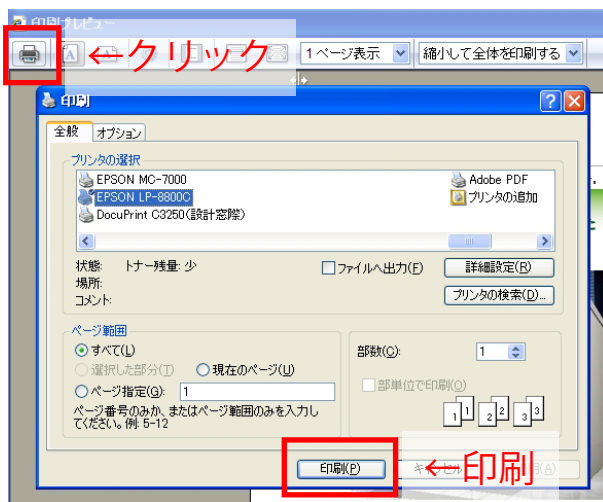 印刷プレビュー
←クリック
1ページ表示
縮小して全体を印刷する
印刷
全般
オプション
プリンタの選択
EPSON MC-7000
EPSON LP-8800C
DocuPrint C3250(設計窓際)
Adobe PDF
プリンタの追加
状態: トナー残量: 少
場所:
コメント:
ファイルへ出力(F)
詳細設定(R)
プリンタの検索(D)...
ページ範囲
すべて(L)
選択した部分(T)
現在のページ(U)
ページ指定(G): 1
ページ番号のみか、またはページ範囲のみを入力し
てください。例: 5-12
部数(C): 1
部単位で印刷(O)
1 1 2 2 3 3
印刷(P)
キャンセル
(A)
←印刷